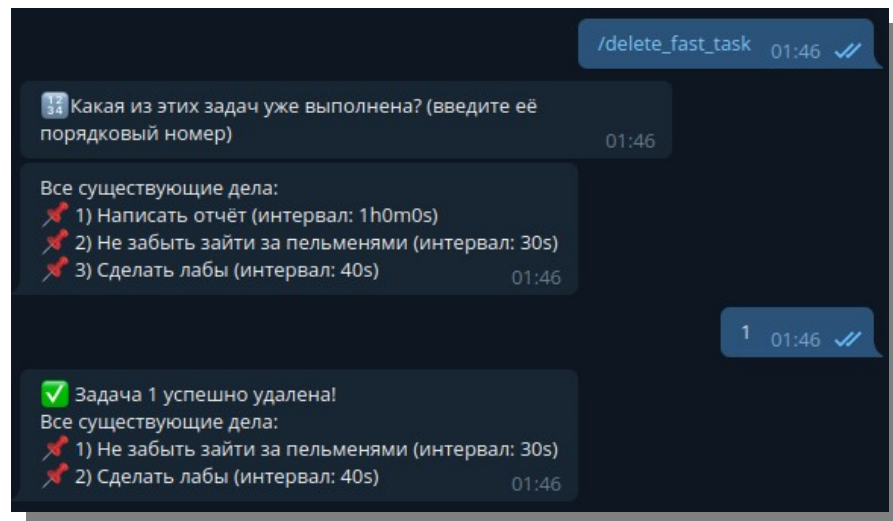 /delete_fast_task 01:46
🔢Какая из этих задач уже выполнена? (введите её
порядковый номер) 01:46
Все существующие дела:
📌 1) Написать отчёт (интервал: 1h0m0s)
📌 2) Не забыть зайти за пельменями (интервал: 30s)
📌 3) Сделать лабы (интервал: 40s) 01:46
1 01:46
✅ Задача 1 успешно удалена!
Все существующие дела:
📌 1) Не забыть зайти за пельменями (интервал: 30s)
📌 2) Сделать лабы (интервал: 40s) 01:46